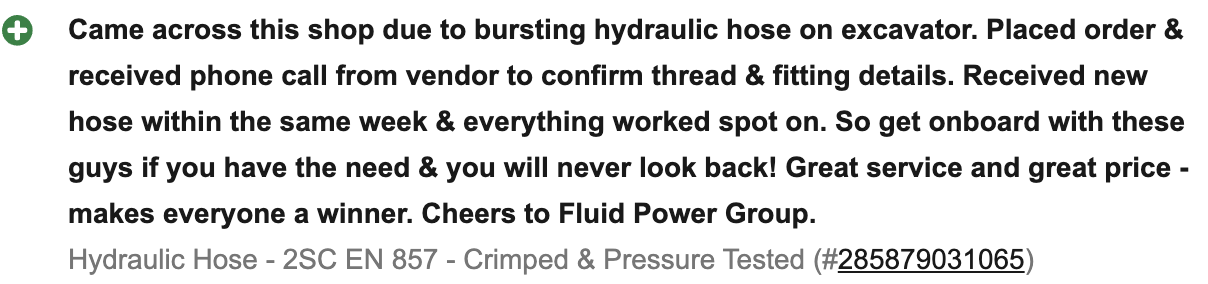 Came across this shop due to bursting hydraulic hose on excavator. Placed order &
received phone call from vendor to confirm thread & fitting details. Received new
hose within the same week & everything worked spot on. So get onboard with these
guys if you have the need & you will never look back! Great service and great price -
makes everyone a winner. Cheers to Fluid Power Group.
Hydraulic Hose - 2SC EN 857 - Crimped & Pressure Tested (#285879031065)